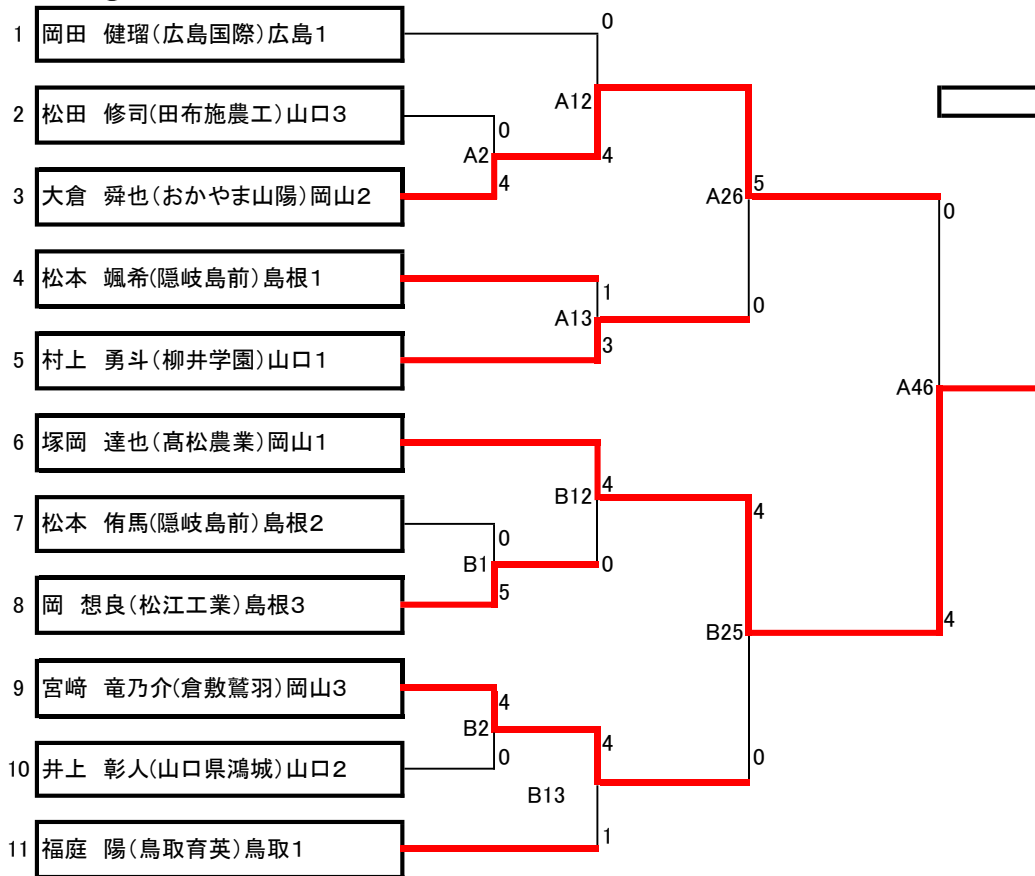 0
1 岡田 健瑠(広島国際)広島1
A12
2 松田 修司(田布施農工)山口3
0
A2
4
4
3 大倉 舜也(おかやま山陽)岡山2
5
A26
0
4 松本 颯希(隠岐島前)島根1
1
A13
0
3
5 村上 勇斗(柳井学園)山口1
A46
6 塚岡 達也(髙松農業)岡山1
4
B12
4
7 松本 侑馬(隠岐島前)島根2
0
B1
0
5
8 岡 想良(松江工業)島根3
4
B25
9 宮﨑 竜乃介(倉敷鷲羽)岡山3
4
B2
4
0
0
10 井上 彰人(山口県鴻城)山口2
B13
1
11 福庭 陽(鳥取育英)鳥取1